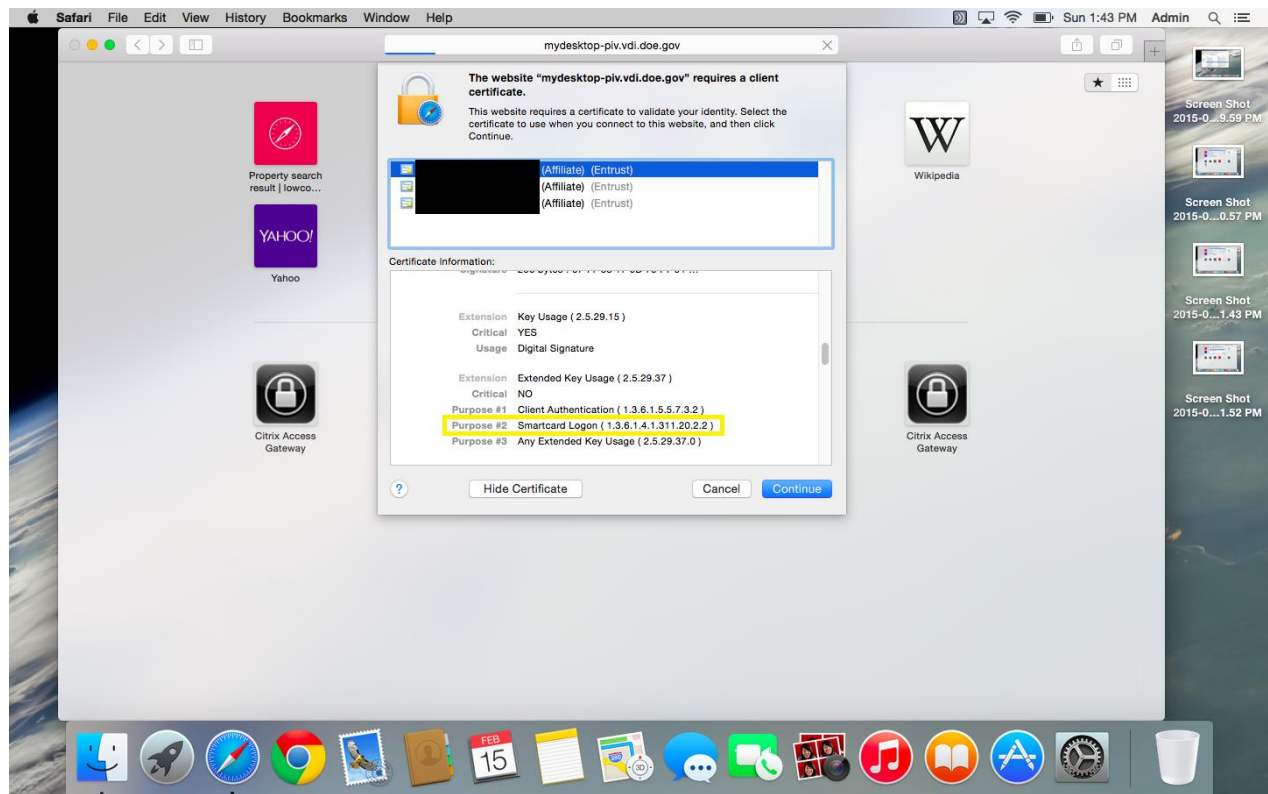 Safari File Edit View History Bookmarks Window Help Sun 1:43 PM Admin
mydesktop-piv.vdi.doe.gov
The website “mydesktop-piv.vdi.doe.gov” requires a client
certificate.
This website requires a certificate to validate your identity. Select the
certificate to use when you connect to this website, and then click
Continue.
(Affiliate) (Entrust)
(Affiliate) (Entrust)
(Affiliate) (Entrust)
Certificate Information:
Extension Key Usage ( 2.5.29.15 )
Critical YES
Usage Digital Signature
Extension Extended Key Usage ( 2.5.29.37 )
Critical NO
Purpose #1 Client Authentication ( 1.3.6.1.5.5.7.3.2 )
Purpose #2 Smartcard Logon ( 1.3.6.1.4.1.311.20.2.2 )
Purpose #3 Any Extended Key Usage ( 2.5.29.37.0 )
? Hide Certificate Cancel Continue
Property search
result | lowco...
YAHOO!
Yahoo
Citrix Access
Gateway
W
Wikipedia
Citrix Access
Gateway
Screen Shot
2015-0...9.59 PM
Screen Shot
2015-0...0.57 PM
Screen Shot
2015-0...1.43 PM
Screen Shot
2015-0...1.52 PM
FEB
15
3D